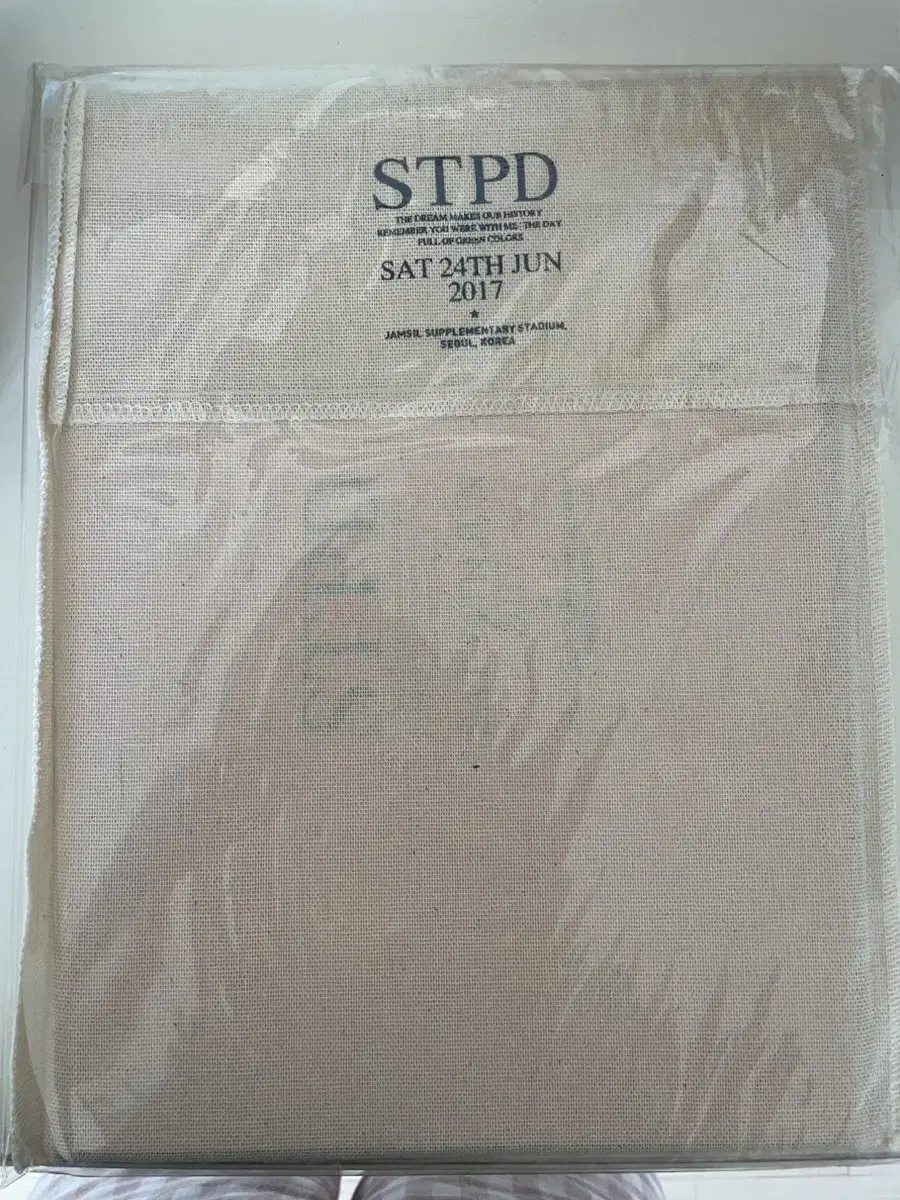 STPD
THE DREAM MAKES OUR HISTORY
REMEMBER YOU WERE WITH ME, THE DAY
FULL OF GREEN COLORS
SAT 24TH JUN
2017
★
JAMSIL SUPPLEMENTARY STADIUM,
SEOUL, KOREA
STPD